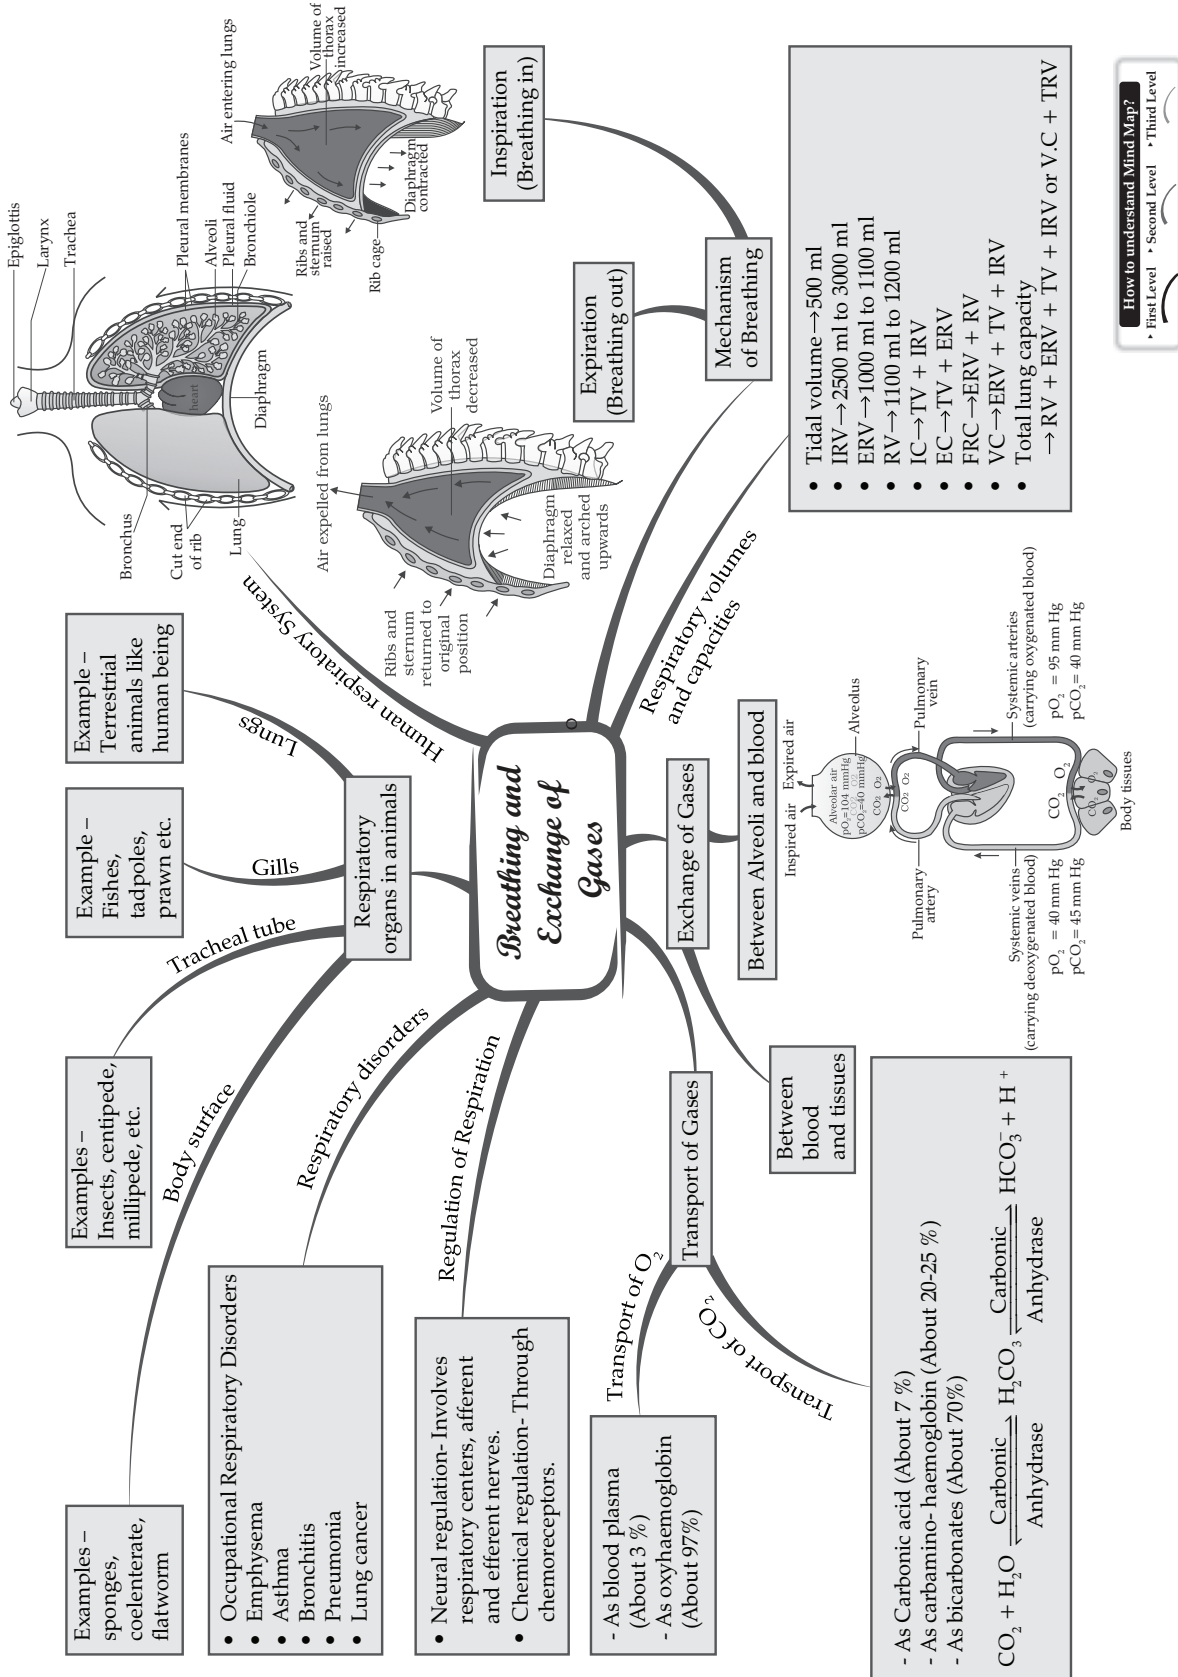 Breathing and
Exchange of
Gases
Human respiratory System
Epiglottis
Larynx
Trachea
Pleural membranes
Alveoli
Pleural fluid
Bronchiole
Bronchus
Cut end
of rib
Lung
heart
Diaphragm
Air entering lungs
Volume of
thorax
increased
Ribs and
sternum
raised
Rib cage
Diaphragm
contracted
Air expelled from lungs
Volume of
thorax
decreased
Ribs and
sternum
returned to
original
position
Diaphragm
relaxed
and arched
upwards
Mechanism
of Breathing
Inspiration
(Breathing in)
Expiration
(Breathing out)
Respiratory volumes
and capacities
• Tidal volume→500 ml
• IRV→2500 ml to 3000 ml
• ERV→1000 ml to 1100 ml
• RV→1100 ml to 1200 ml
• IC→TV + IRV
• EC→TV + ERV
• FRC→ERV + RV
• VC→ERV + TV + IRV
• Total lung capacity
→ RV + ERV + TV + IRV or V.C + TRV
Exchange of Gases
Between Alveoli and blood
Inspired air
Expired air
Alveolar air
pO₂=104 mmHg
CO2 O2
pCO₂=40 mmHg
CO2 O2
CO2 O2
Alveolus
Pulmonary
artery
Pulmonary
vein
Systemic veins
(carrying deoxygenated blood)
pO₂ = 40 mm Hg
pCO₂= 45 mm Hg
Systemic arteries
(carrying oxygenated blood)
pO₂ = 95 mm Hg
pCO₂= 40 mm Hg
CO₂ O₂
CO₂ O₂
Body tissues
Between
blood
and tissues
Transport of Gases
Transport of O₂
- As blood plasma
(About 3 %)
- As oxyhaemoglobin
(About 97%)
Transport of CO₂
- As Carbonic acid (About 7 %)
- As carbamino- haemoglobin (About 20-25 %)
- As bicarbonates (About 70%)
CO₂ + H₂O ⇌ Carbonic Anhydrase H₂CO₃ ⇌ Carbonic Anhydrase HCO₃⁻ + H⁺
Regulation of Respiration
• Neural regulation- Involves
respiratory centers, afferent
and efferent nerves.
• Chemical regulation- Through
chemoreceptors.
Respiratory disorders
• Occupational Respiratory Disorders
• Emphysema
• Asthma
• Bronchitis
• Pneumonia
• Lung cancer
Respiratory
organs in animals
Body surface
Examples –
sponges,
coelenterate,
flatworm
Tracheal tube
Examples –
Insects, centipede,
millipede, etc.
Gills
Example –
Fishes,
tadpoles,
prawn etc.
Lungs
Example –
Terrestrial
animals like
human being
How to understand Mind Map?
First Level
Second Level
Third Level